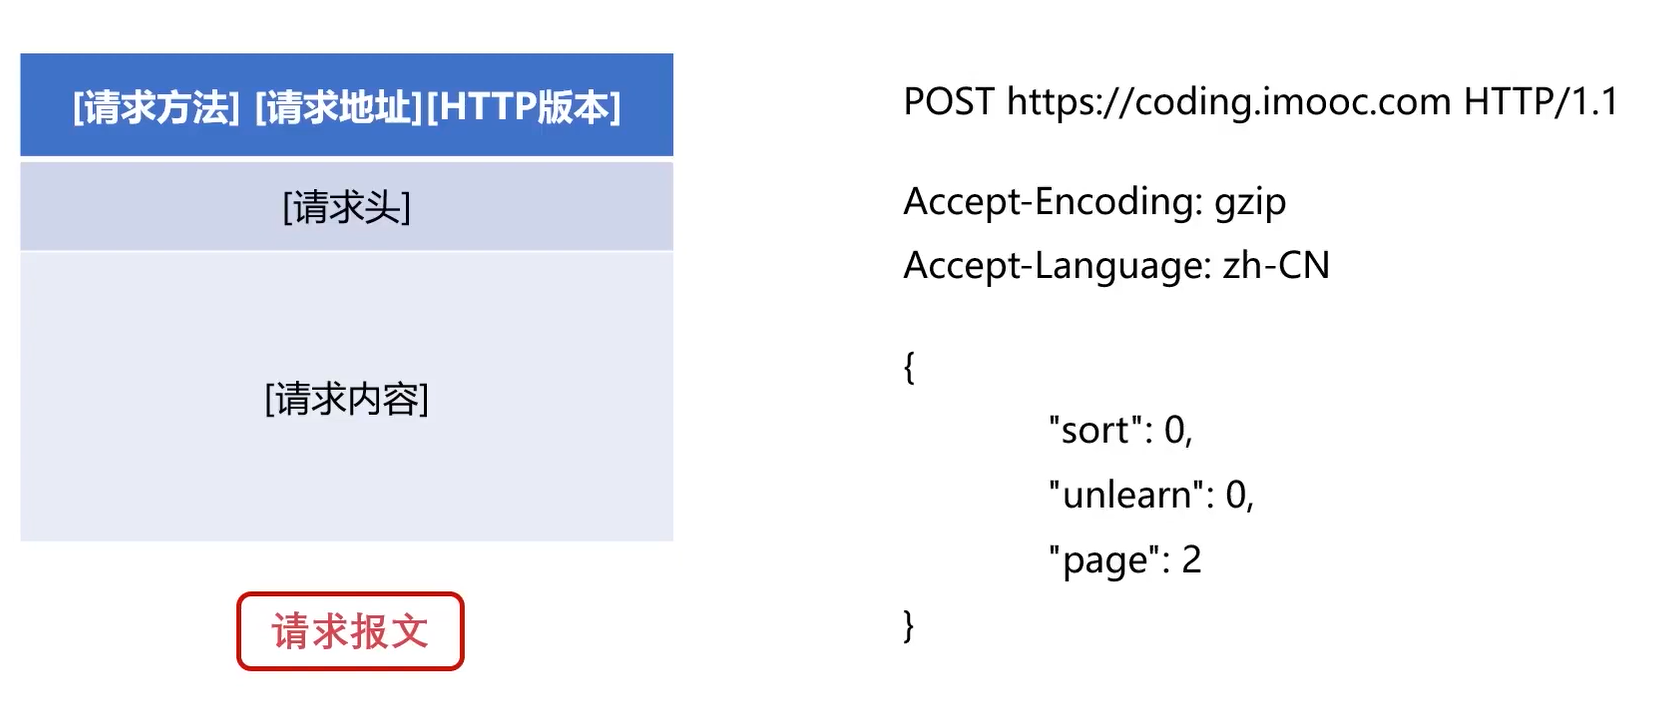 [请求方法] [请求地址][HTTP版本]
[请求头]
[请求内容]
请求报文
POST https://coding.imooc.com HTTP/1.1
Accept-Encoding: gzip
Accept-Language: zh-CN
{
"sort": 0,
"unlearn": 0,
"page": 2
}